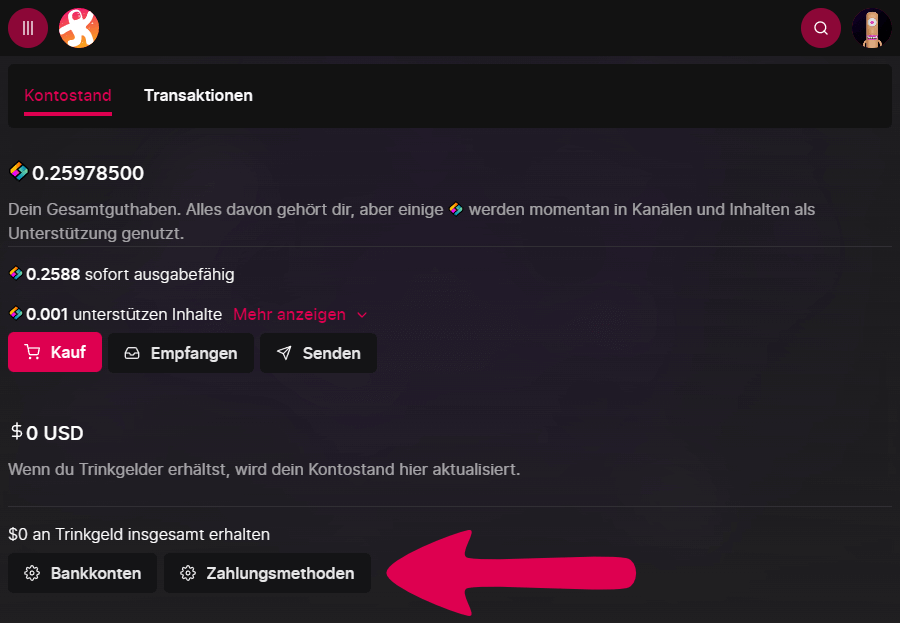 Kontostand Transaktionen
0.25978500
Dein Gesamtguthaben. Alles davon gehört dir, aber einige werden momentan in Kanälen und Inhalten als
Unterstützung genutzt.
0.2588 sofort ausgabefähig
0.001 unterstützen Inhalte Mehr anzeigen
Kauf Empfangen Senden
$0 USD
Wenn du Trinkgelder erhältst, wird dein Kontostand hier aktualisiert.
$0 an Trinkgeld insgesamt erhalten
Bankkonten Zahlungsmethoden